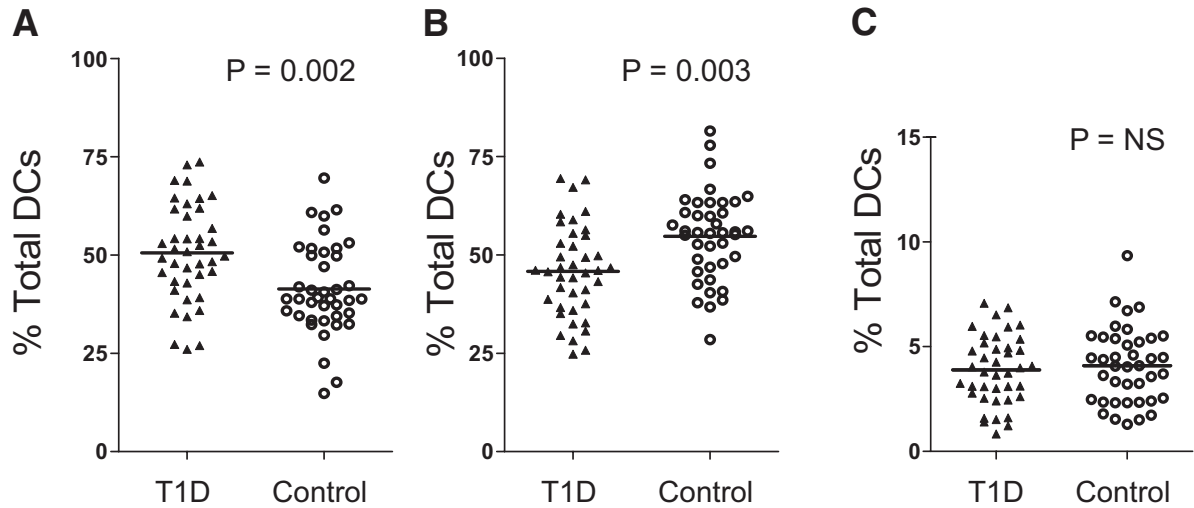 A
P = 0.002
% Total DCs
100
75
50
25
0
T1D Control
B
P = 0.003
% Total DCs
100
75
50
25
0
T1D Control
C
P = NS
% Total DCs
15
10
5
0
T1D Control